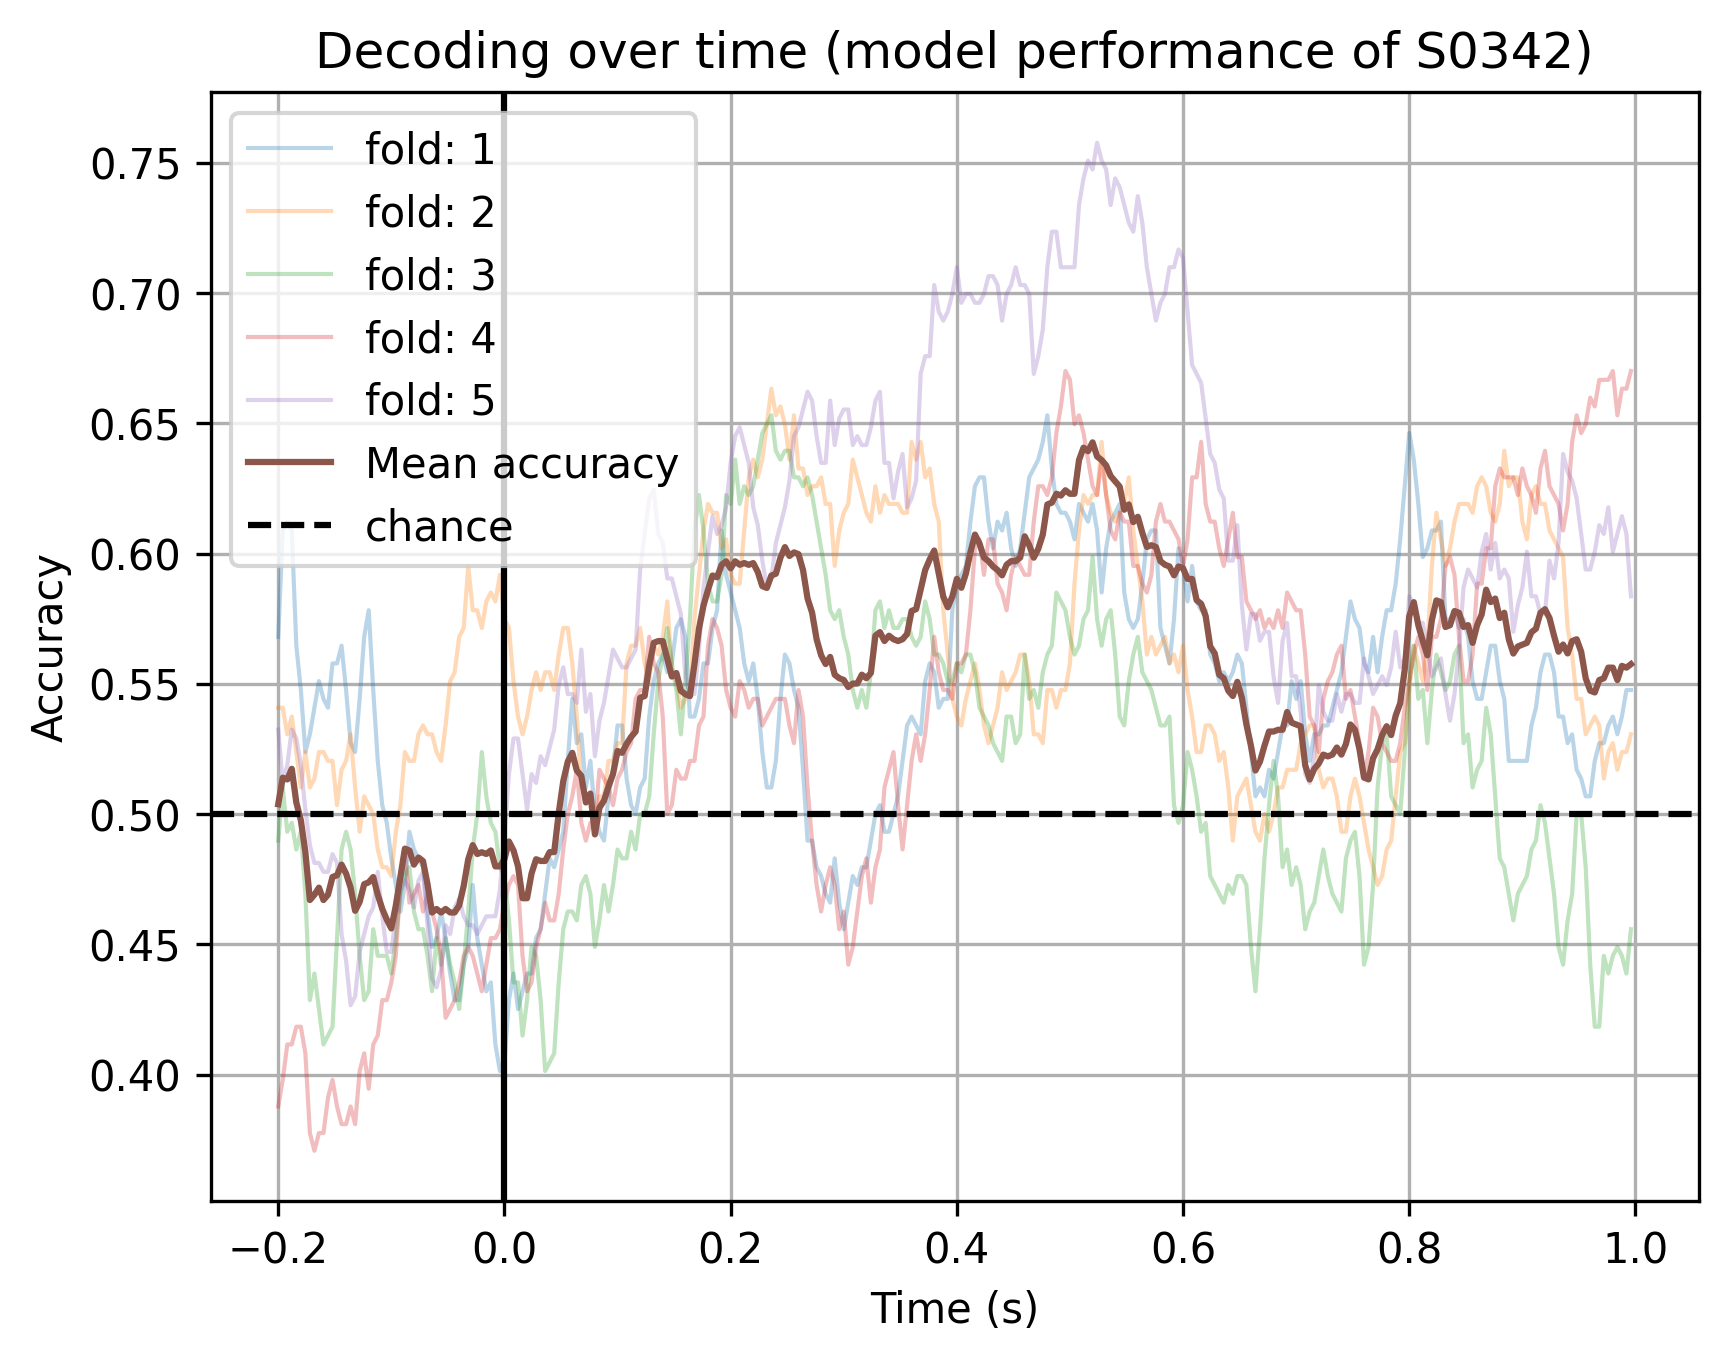 Decoding over time (model performance of S0342)
fold: 1
fold: 2
fold: 3
fold: 4
fold: 5
Mean accuracy
chance
Accuracy
0.75
0.70
0.65
0.60
0.55
0.50
0.45
0.40
−0.2 0.0 0.2 0.4 0.6 0.8 1.0
Time (s)